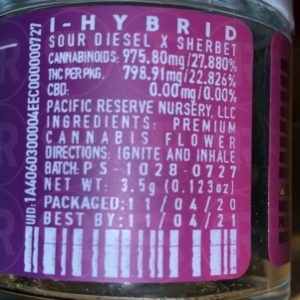 I-HYBRID
SOUR DIESEL X SHERBET
CANNABINOIDS: 975.80mg/27.880%
THC PER PKG. 798.91mg/22.826%
CBD: 0.00mg/0.00%
PACIFIC RESERVE NURSERY, LLC
INGREDIENTS: PREMIUM
CANNABIS FLOWER
DIRECTIONS: IGNITE AND INHALE
BATCH: PS-1028-0727
NET WT: 3.5g (0.123oz)
PACKAGED: 11/04/20
BEST BY: 11/04/21
UID: 1A4060300004EEC000000727